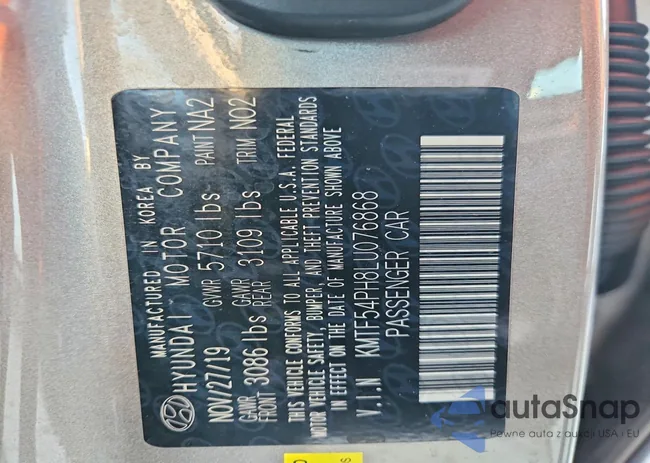 MANUFACTURED IN KOREA BY
HYUNDAI MOTOR COMPANY
NOV/27/19 GVWR 5710 lbs PAINT NA2
GAWR FRONT 3086 lbs GAWR REAR 3109 lbs TRIM NO2
THIS VEHICLE CONFORMS TO ALL APPLICABLE U.S.A. FEDERAL
MOTOR VEHICLE SAFETY, BUMPER, AND THEFT PREVENTION STANDARDS
IN EFFECT ON THE DATE OF MANUFACTURE SHOWN ABOVE
V.I.N KMTF54PH8LU076868
PASSENGER CAR
autaSnap
Pewne auta z aukcji USA i EU